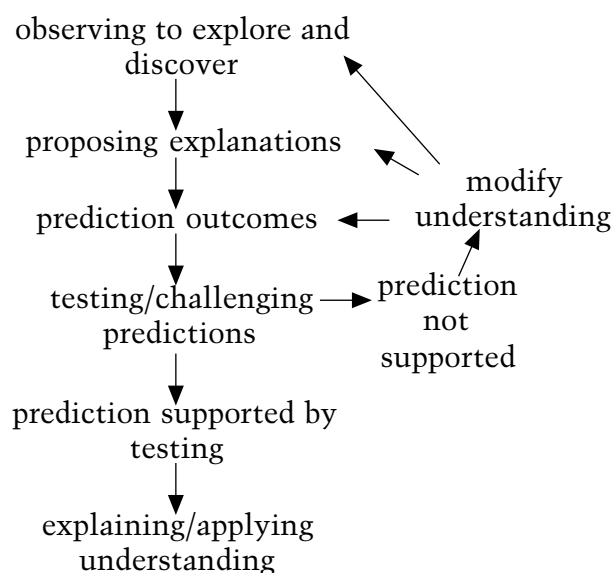 observing to explore and
discover
proposing explanations
modify
understanding
prediction outcomes
testing/challenging
predictions
prediction
not
supported
prediction supported by
testing
explaining/applying
understanding